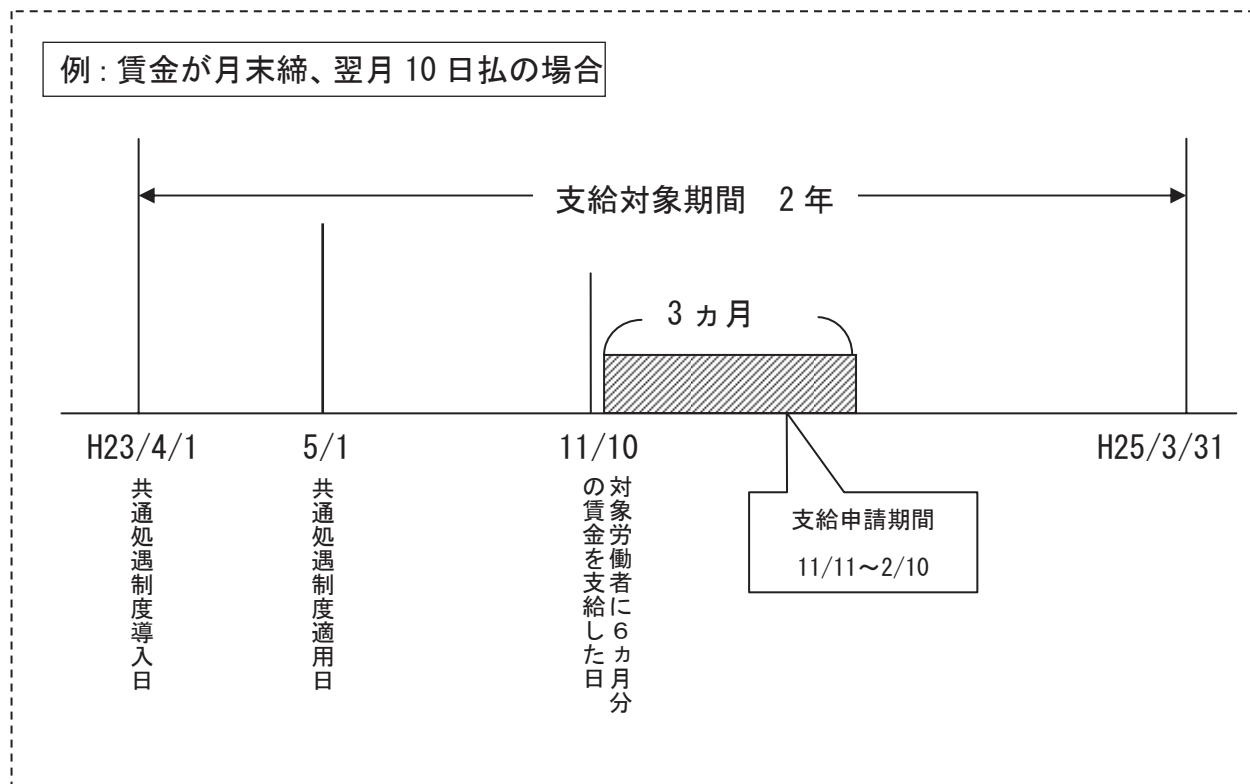 例：賃金が月末締、翌月 10 日払の場合
支給対象期間　2 年
3 ヵ月
H23/4/1
5/1
11/10
H25/3/31
共通処遇制度導入日
共通処遇制度適用日
対象労働者に６ヵ月分
の賃金を支給した日
支給申請期間
11/11～2/10